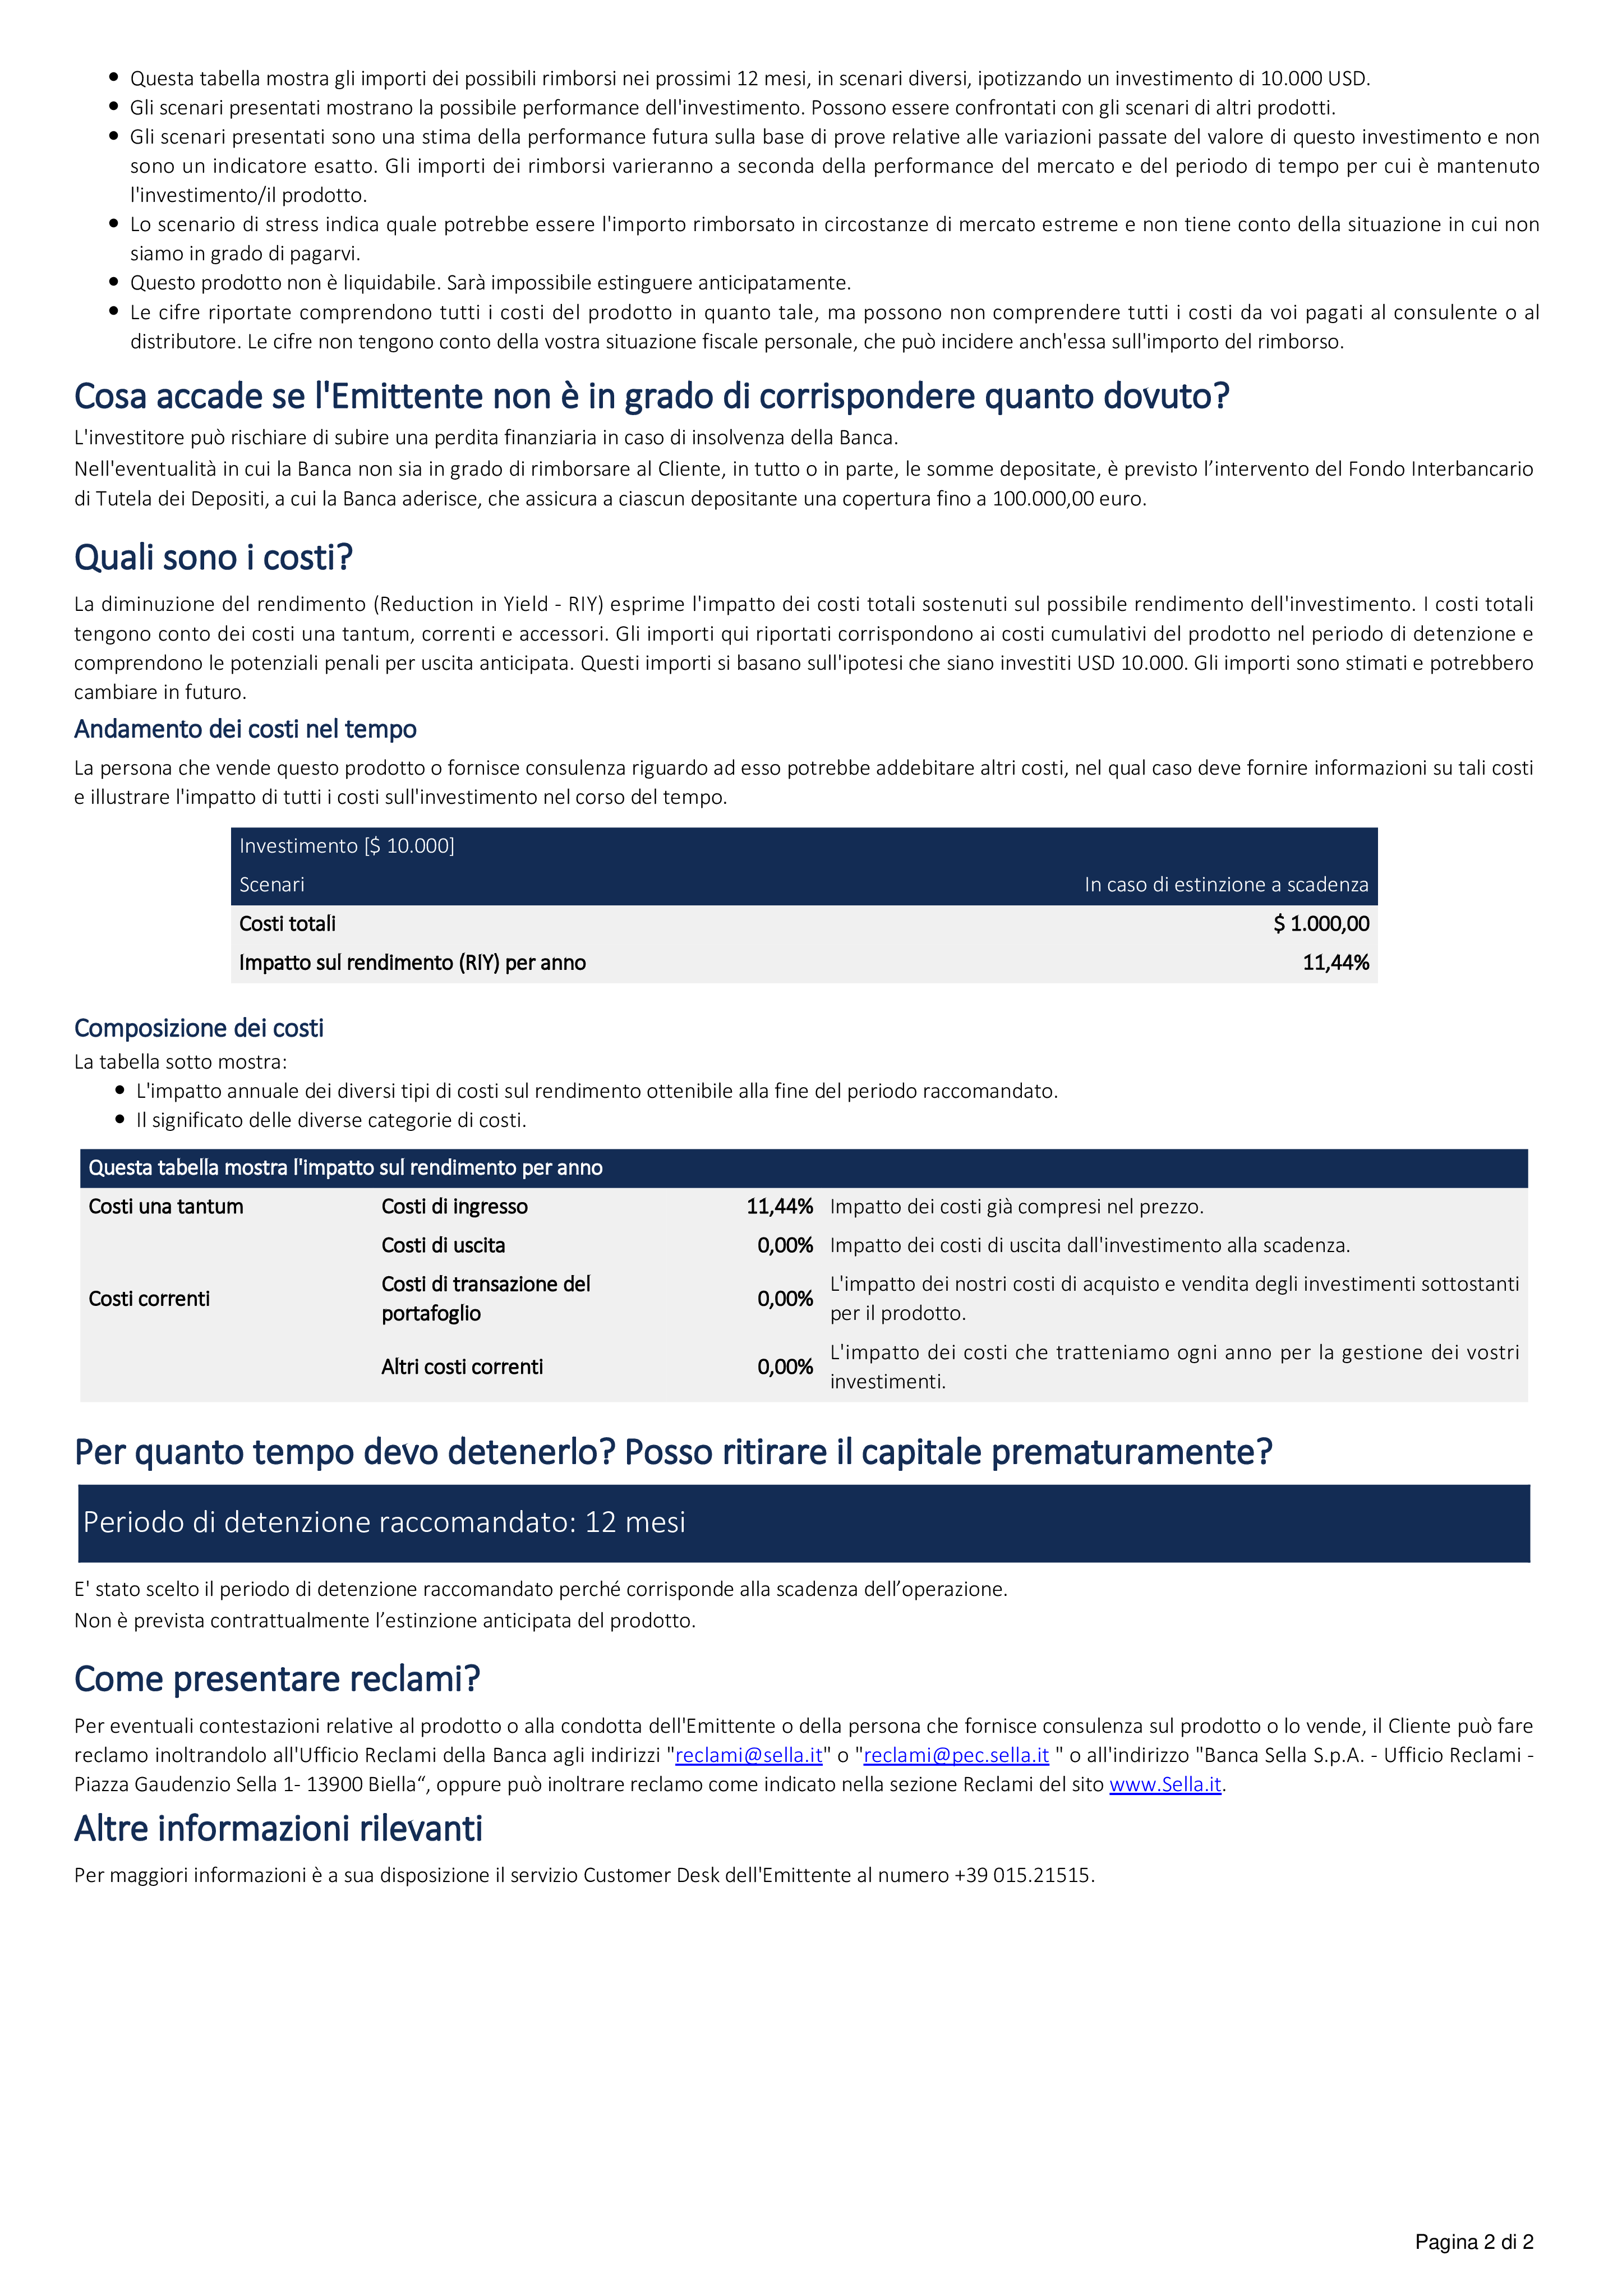 • Questa tabella mostra gli importi dei possibili rimborsi nei prossimi 12 mesi, in scenari diversi, ipotizzando un investimento di 10.000 USD.
• Gli scenari presentati mostrano la possibile performance dell'investimento. Possono essere confrontati con gli scenari di altri prodotti.
• Gli scenari presentati sono una stima della performance futura sulla base di prove relative alle variazioni passate del valore di questo investimento e non
sono un indicatore esatto. Gli importi dei rimborsi varieranno a seconda della performance del mercato e del periodo di tempo per cui è mantenuto
l'investimento/il prodotto.
• Lo scenario di stress indica quale potrebbe essere l'importo rimborsato in circostanze di mercato estreme e non tiene conto della situazione in cui non
siamo in grado di pagarvi.
• Questo prodotto non è liquidabile. Sarà impossibile estinguere anticipatamente.
• Le cifre riportate comprendono tutti i costi del prodotto in quanto tale, ma possono non comprendere tutti i costi da voi pagati al consulente o al
distributore. Le cifre non tengono conto della vostra situazione fiscale personale, che può incidere anch'essa sull'importo del rimborso.
Cosa accade se l'Emittente non è in grado di corrispondere quanto dovuto?
L'investitore può rischiare di subire una perdita finanziaria in caso di insolvenza della Banca.
Nell'eventualità in cui la Banca non sia in grado di rimborsare al Cliente, in tutto o in parte, le somme depositate, è previsto l’intervento del Fondo Interbancario
di Tutela dei Depositi, a cui la Banca aderisce, che assicura a ciascun depositante una copertura fino a 100.000,00 euro.
Quali sono i costi?
La diminuzione del rendimento (Reduction in Yield - RIY) esprime l'impatto dei costi totali sostenuti sul possibile rendimento dell'investimento. I costi totali
tengono conto dei costi una tantum, correnti e accessori. Gli importi qui riportati corrispondono ai costi cumulativi del prodotto nel periodo di detenzione e
comprendono le potenziali penali per uscita anticipata. Questi importi si basano sull'ipotesi che siano investiti USD 10.000. Gli importi sono stimati e potrebbero
cambiare in futuro.
Andamento dei costi nel tempo
La persona che vende questo prodotto o fornisce consulenza riguardo ad esso potrebbe addebitare altri costi, nel qual caso deve fornire informazioni su tali costi
e illustrare l'impatto di tutti i costi sull'investimento nel corso del tempo.
Investimento [$ 10.000]
Scenari In caso di estinzione a scadenza
Costi totali $ 1.000,00
Impatto sul rendimento (RIY) per anno 11,44%
Composizione dei costi
La tabella sotto mostra:
• L'impatto annuale dei diversi tipi di costi sul rendimento ottenibile alla fine del periodo raccomandato.
• Il significato delle diverse categorie di costi.
Questa tabella mostra l'impatto sul rendimento per anno
Costi una tantum Costi di ingresso 11,44% Impatto dei costi già compresi nel prezzo.
Costi di uscita 0,00% Impatto dei costi di uscita dall'investimento alla scadenza.
Costi correnti Costi di transazione del portafoglio 0,00% L'impatto dei nostri costi di acquisto e vendita degli investimenti sottostanti
per il prodotto.
Altri costi correnti 0,00% L'impatto dei costi che tratteniamo ogni anno per la gestione dei vostri
investimenti.
Per quanto tempo devo detenerlo? Posso ritirare il capitale prematuramente?
Periodo di detenzione raccomandato: 12 mesi
E' stato scelto il periodo di detenzione raccomandato perché corrisponde alla scadenza dell’operazione.
Non è prevista contrattualmente l’estinzione anticipata del prodotto.
Come presentare reclami?
Per eventuali contestazioni relative al prodotto o alla condotta dell'Emittente o della persona che fornisce consulenza sul prodotto o lo vende, il Cliente può fare
reclamo inoltrandolo all'Ufficio Reclami della Banca agli indirizzi "reclami@sella.it" o "reclami@pec.sella.it " o all'indirizzo "Banca Sella S.p.A. - Ufficio Reclami -
Piazza Gaudenzio Sella 1- 13900 Biella“, oppure può inoltrare reclamo come indicato nella sezione Reclami del sito www.Sella.it.
Altre informazioni rilevanti
Per maggiori informazioni è a sua disposizione il servizio Customer Desk dell'Emittente al numero +39 015.21515.
Pagina 2 di 2